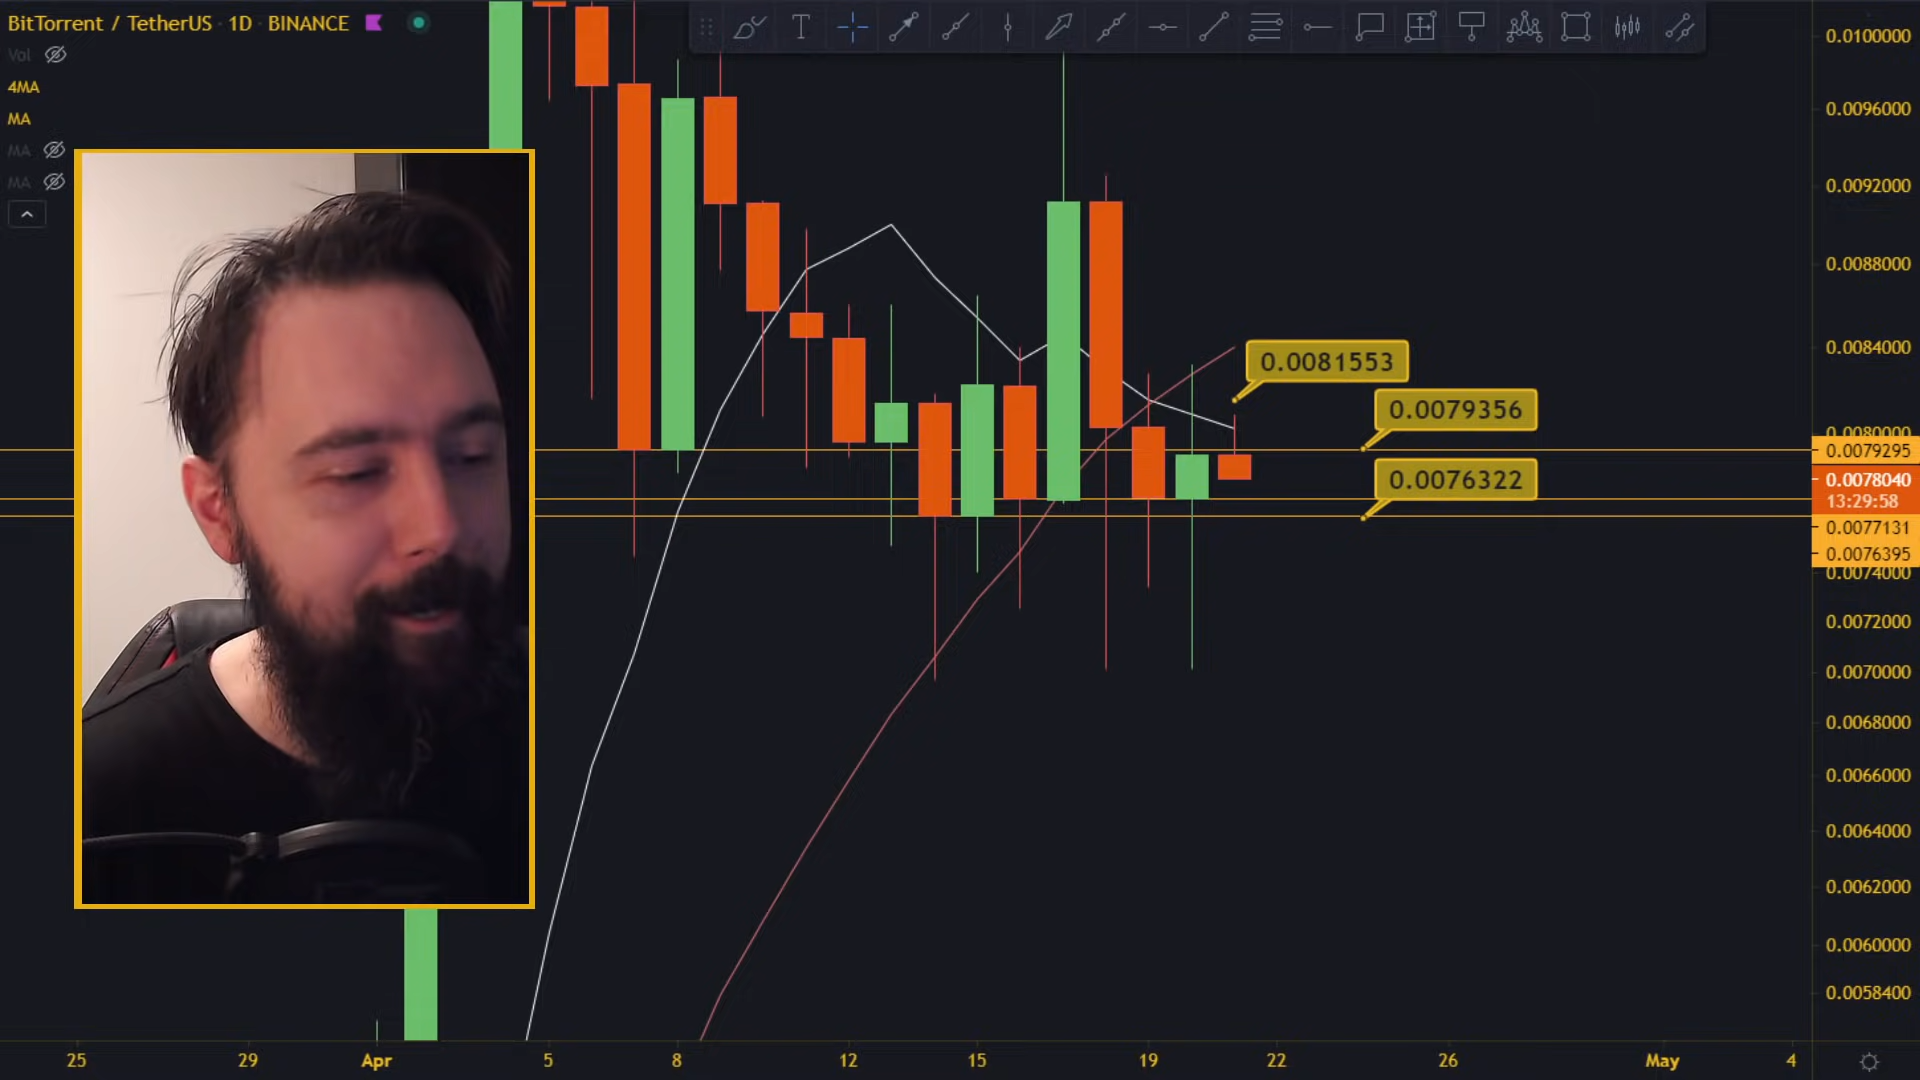 BitTorrent / TetherUS · 1D · BINANCE
Vol
4MA
MA
MA
MA
T
0.0100000
0.0096000
0.0092000
0.0088000
0.0084000
0.0081553
0.0079356
0.0080000
0.0079295
0.0076322
0.0078040
13:29:58
0.0077131
0.0076395
0.0074000
0.0072000
0.0070000
0.0068000
0.0066000
0.0064000
0.0062000
0.0060000
0.0058400
25 29 Apr 5 8 12 15 19 22 26 May 4